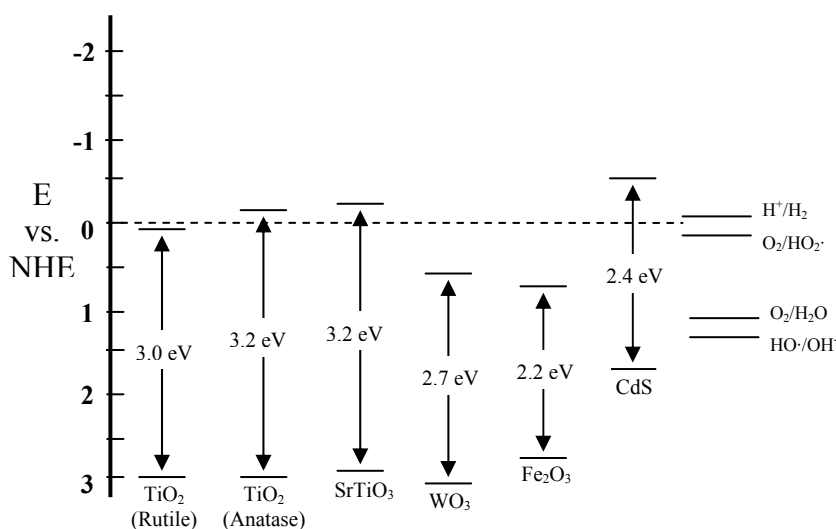 -2
-1
E
vs.
NHE
0
1
2
3
3.0 eV
3.2 eV
3.2 eV
2.7 eV
2.2 eV
2.4 eV
TiO₂
(Rutile)
TiO₂
(Anatase)
SrTiO₃
WO₃
Fe₂O₃
CdS
H⁺/H₂
O₂/HO₂·
O₂/H₂O
HO·/OH⁻